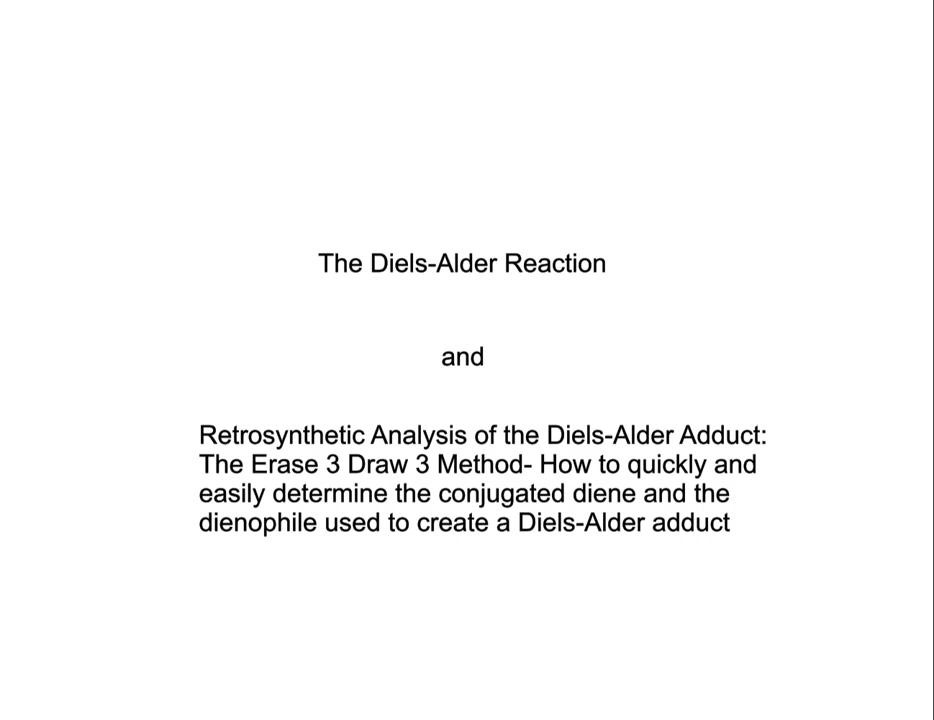 The Diels-Alder Reaction
and
Retrosynthetic Analysis of the Diels-Alder Adduct:
The Erase 3 Draw 3 Method- How to quickly and
easily determine the conjugated diene and the
dienophile used to create a Diels-Alder adduct